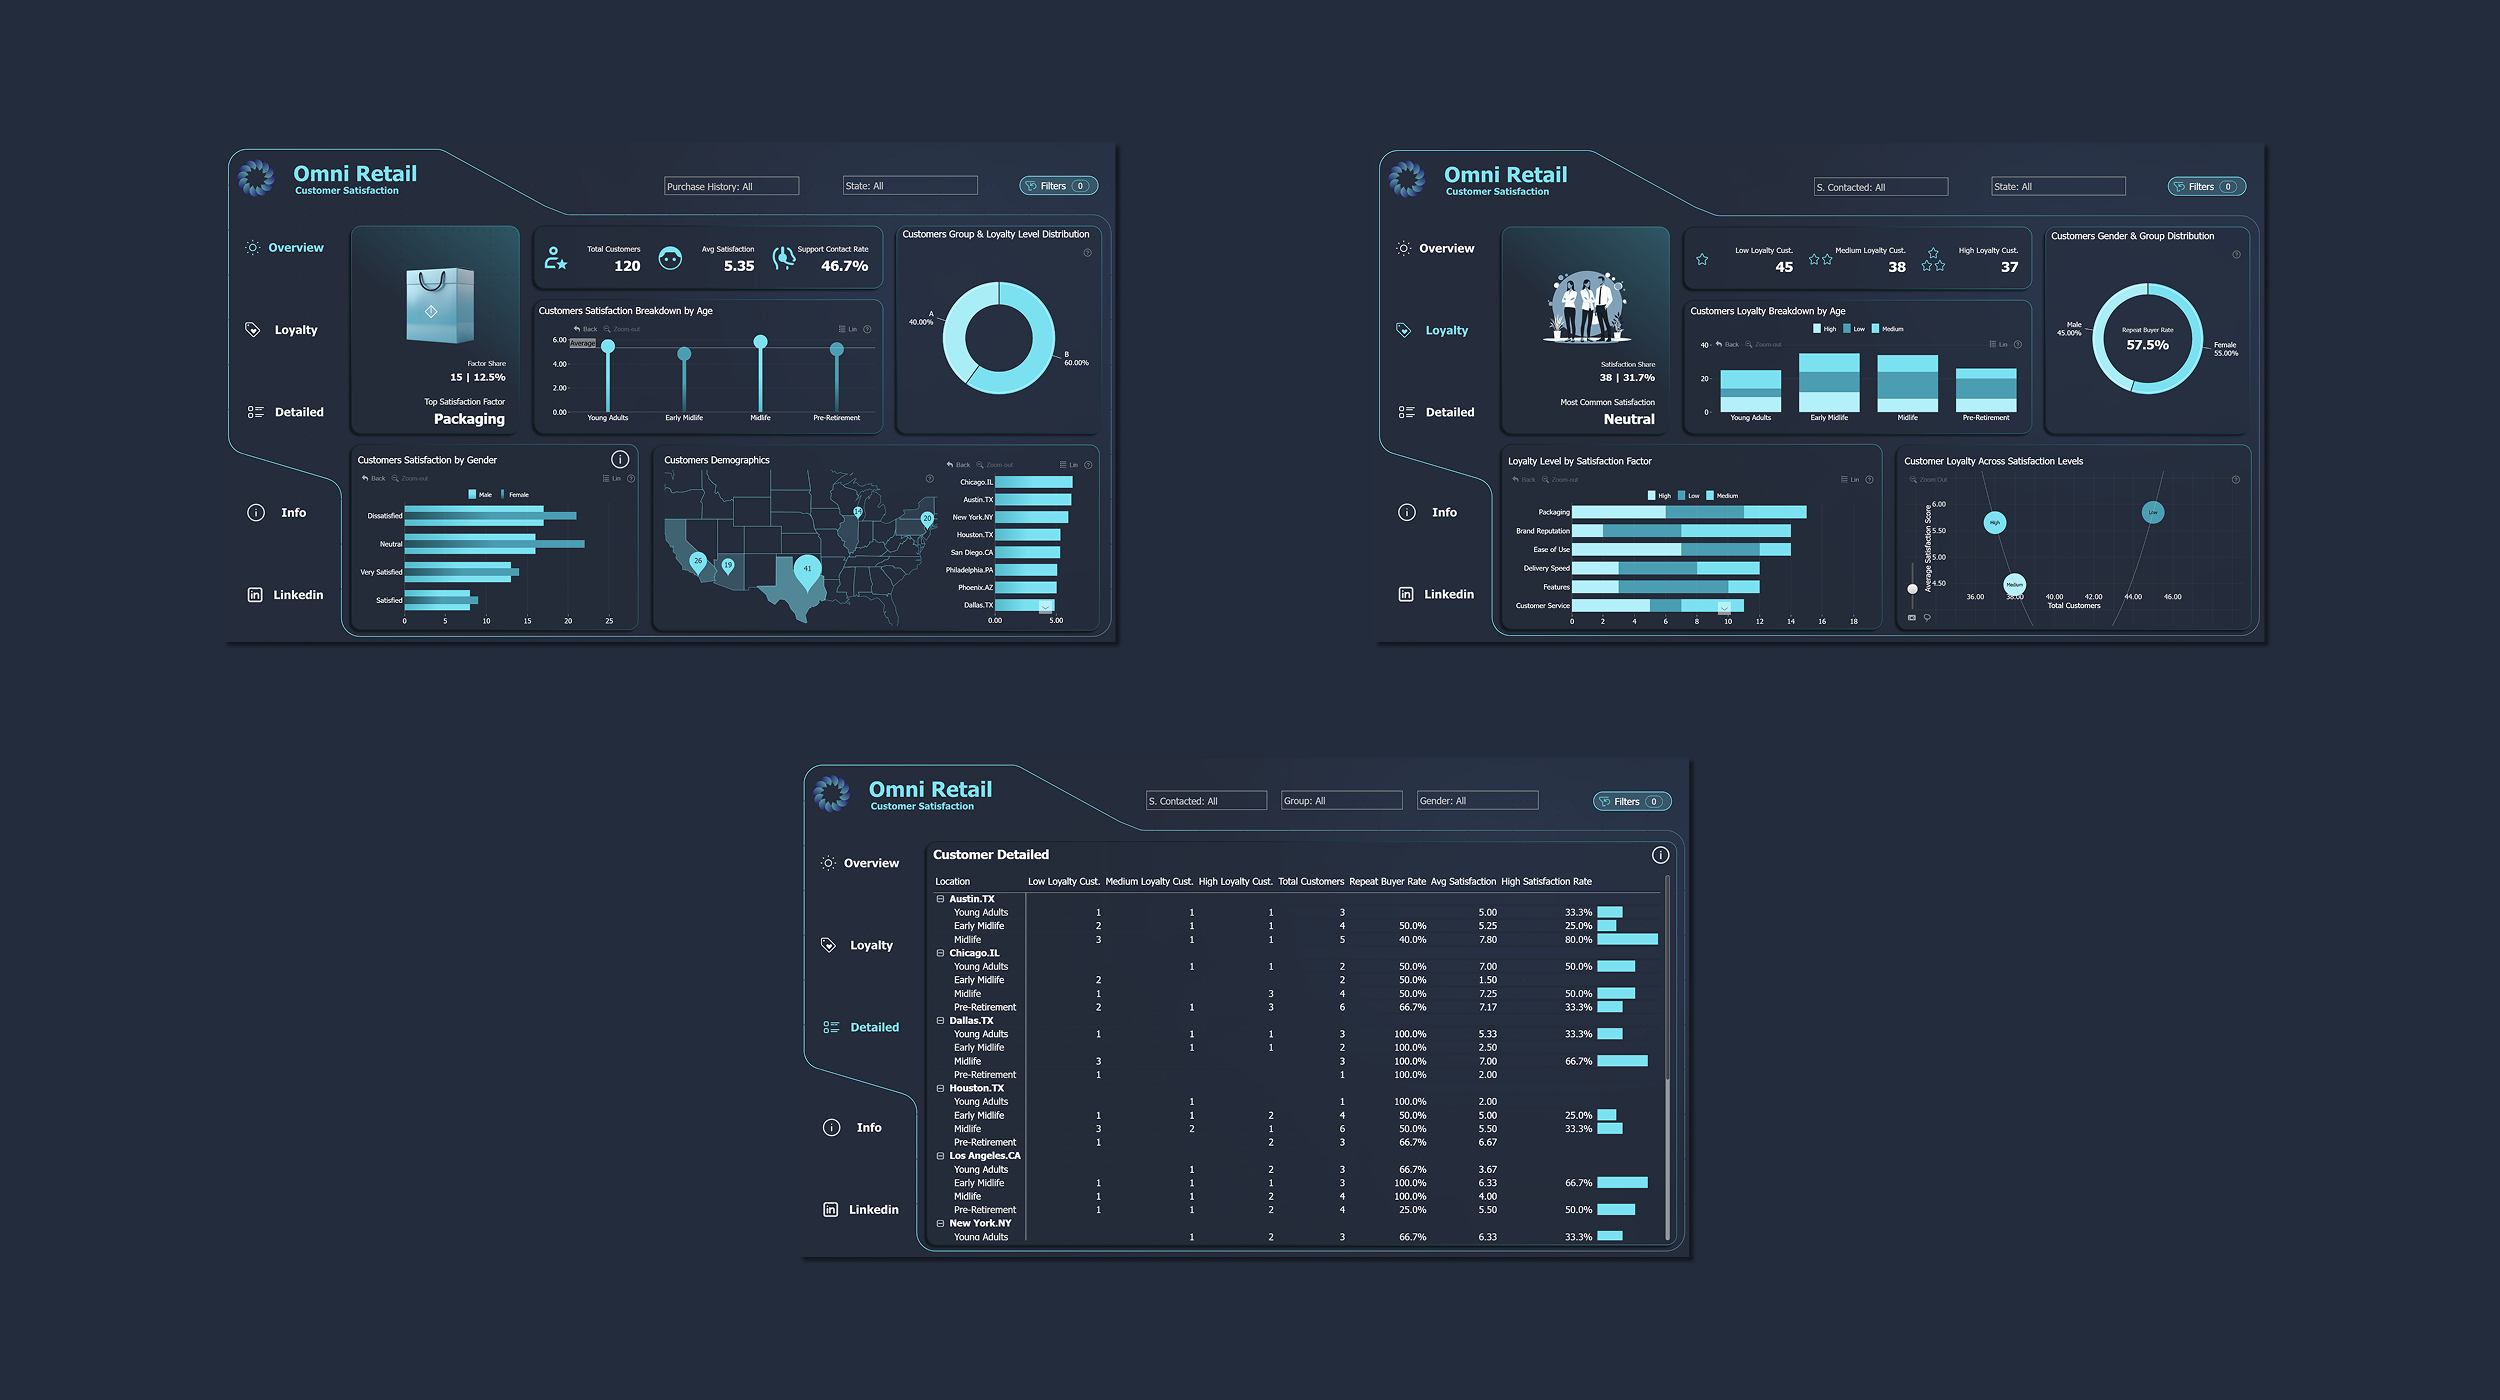 Omni Retail
Customer Satisfaction
Purchase History: All
State: All
Filters 0
Overview
Loyalty
Detailed
Info
Linkedin
Factor Share
15 | 12.5%
Top Satisfaction Factor
Packaging
Total Customers
120
Avg Satisfaction
5.35
Support Contact Rate
46.7%
Customers Satisfaction Breakdown by Age
Back Zoom-out Lin
Average
6.00
4.00
2.00
0.00
Young Adults Early Midlife Midlife Pre-Retirement
Customers Group & Loyalty Level Distribution
A
40.00%
B
60.00%
Customers Satisfaction by Gender
Back Zoom-out Lin
Male Female
Dissatisfied
Neutral
Very Satisfied
Satisfied
0 5 10 15 20 25
Customers Demographics
26 19 41 14 20
Back Zoom-out Lin
Chicago.IL
Austin.TX
New York.NY
Houston.TX
San Diego.CA
Philadelphia.PA
Phoenix.AZ
Dallas.TX
0.00 5.00
Omni Retail
Customer Satisfaction
S. Contacted: All
State: All
Filters 0
Overview
Loyalty
Detailed
Info
Linkedin
Satisfaction Share
38 | 31.7%
Most Common Satisfaction
Neutral
Low Loyalty Cust.
45
Medium Loyalty Cust.
38
High Loyalty Cust.
37
Customers Loyalty Breakdown by Age
High Low Medium
Back Zoom-out Lin
40
20
0
Young Adults Early Midlife Midlife Pre-Retirement
Customers Gender & Group Distribution
Male
45.00%
Repeat Buyer Rate
57.5%
Female
55.00%
Loyalty Level by Satisfaction Factor
Back Zoom-out Lin
High Low Medium
Packaging
Brand Reputation
Ease of Use
Delivery Speed
Features
Customer Service
0 2 4 6 8 10 12 14 16 18
Customer Loyalty Across Satisfaction Levels
Zoom Out
Average Satisfaction Score
6.00
5.50
5.00
4.50
High
Low
Medium
36.00 38.00 40.00 42.00 44.00 46.00
Total Customers
Omni Retail
Customer Satisfaction
S. Contacted: All
Group: All
Gender: All
Filters 0
Overview
Loyalty
Detailed
Info
Linkedin
Customer Detailed
Location Low Loyalty Cust. Medium Loyalty Cust. High Loyalty Cust. Total Customers Repeat Buyer Rate Avg Satisfaction High Satisfaction Rate
Austin.TX
Young Adults 1 1 1 3 5.00 33.3%
Early Midlife 2 1 1 4 50.0% 5.25 25.0%
Midlife 3 1 1 5 40.0% 7.80 80.0%
Chicago.IL
Young Adults 1 1 2 50.0% 7.00 50.0%
Early Midlife 2 2 50.0% 1.50
Midlife 1 3 4 50.0% 7.25 50.0%
Pre-Retirement 2 1 3 6 66.7% 7.17 33.3%
Dallas.TX
Young Adults 1 1 1 3 100.0% 5.33 33.3%
Early Midlife 1 1 2 100.0% 2.50
Midlife 3 3 100.0% 7.00 66.7%
Pre-Retirement 1 1 100.0% 2.00
Houston.TX
Young Adults 1 1 100.0% 2.00
Early Midlife 1 1 2 4 50.0% 5.00 25.0%
Midlife 3 2 1 6 50.0% 5.50 33.3%
Pre-Retirement 1 2 3 66.7% 6.67
Los Angeles.CA
Young Adults 1 2 3 66.7% 3.67
Early Midlife 1 1 1 3 100.0% 6.33 66.7%
Midlife 1 1 2 4 100.0% 4.00
Pre-Retirement 1 1 2 4 25.0% 5.50 50.0%
New York.NY
Young Adults 1 2 3 66.7% 6.33 33.3%